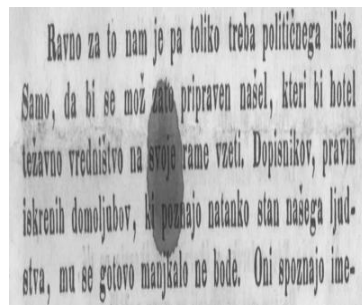 Ravno za to nam je pa toliko treba političnega lista.
Samo, da bi se mož zato pripraven našel, kteri bi hotel
težavno vredništvo na svoje rame vzeti. Dopisnikov, pravih
iskrenih domoljubov, ki poznajo natanko stan našega ljud-
stva, mu se gotovo manjkalo ne bode. Oni spoznajo ime-